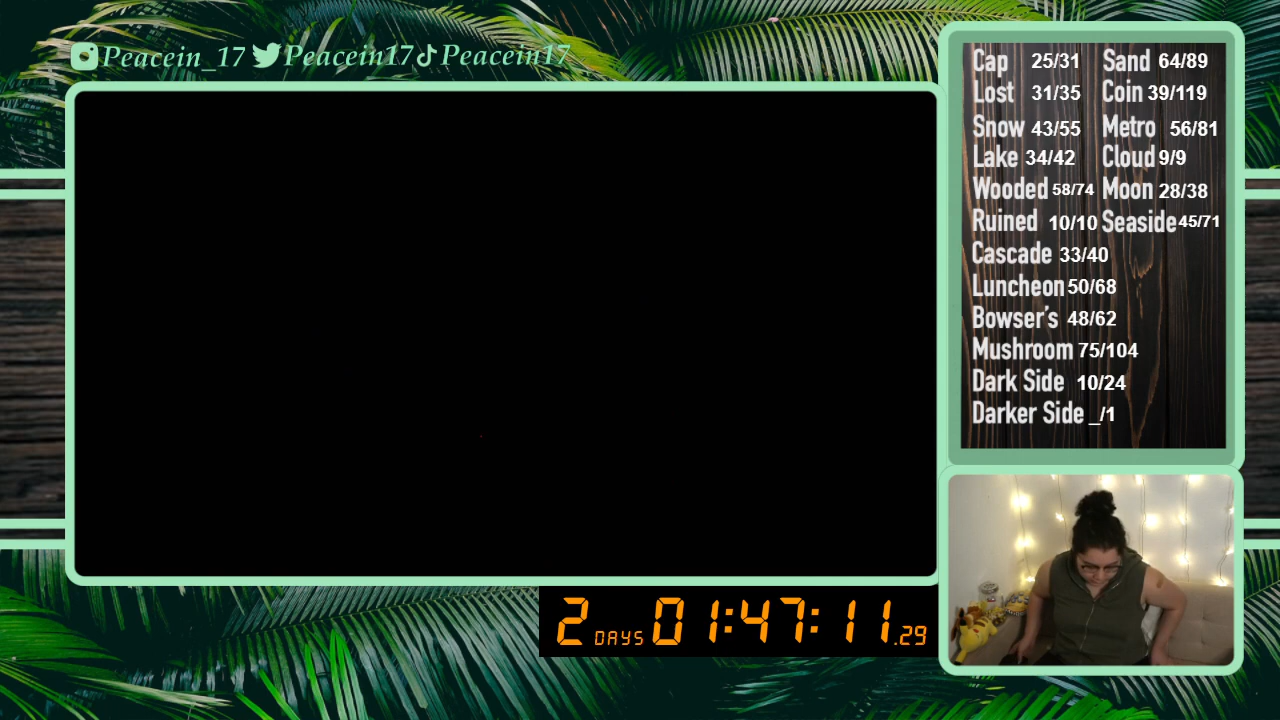 Peacein_17 Peacein17 Peacein17
Cap 25/31 Sand 64/89
Lost 31/35 Coin 39/119
Snow 43/55 Metro 56/81
Lake 34/42 Cloud 9/9
Wooded 58/74 Moon 28/38
Ruined 10/10 Seaside 45/71
Cascade 33/40
Luncheon 50/68
Bowser's 48/62
Mushroom 75/104
Dark Side 10/24
Darker Side _/1
2 DAYS 01:47:11.29